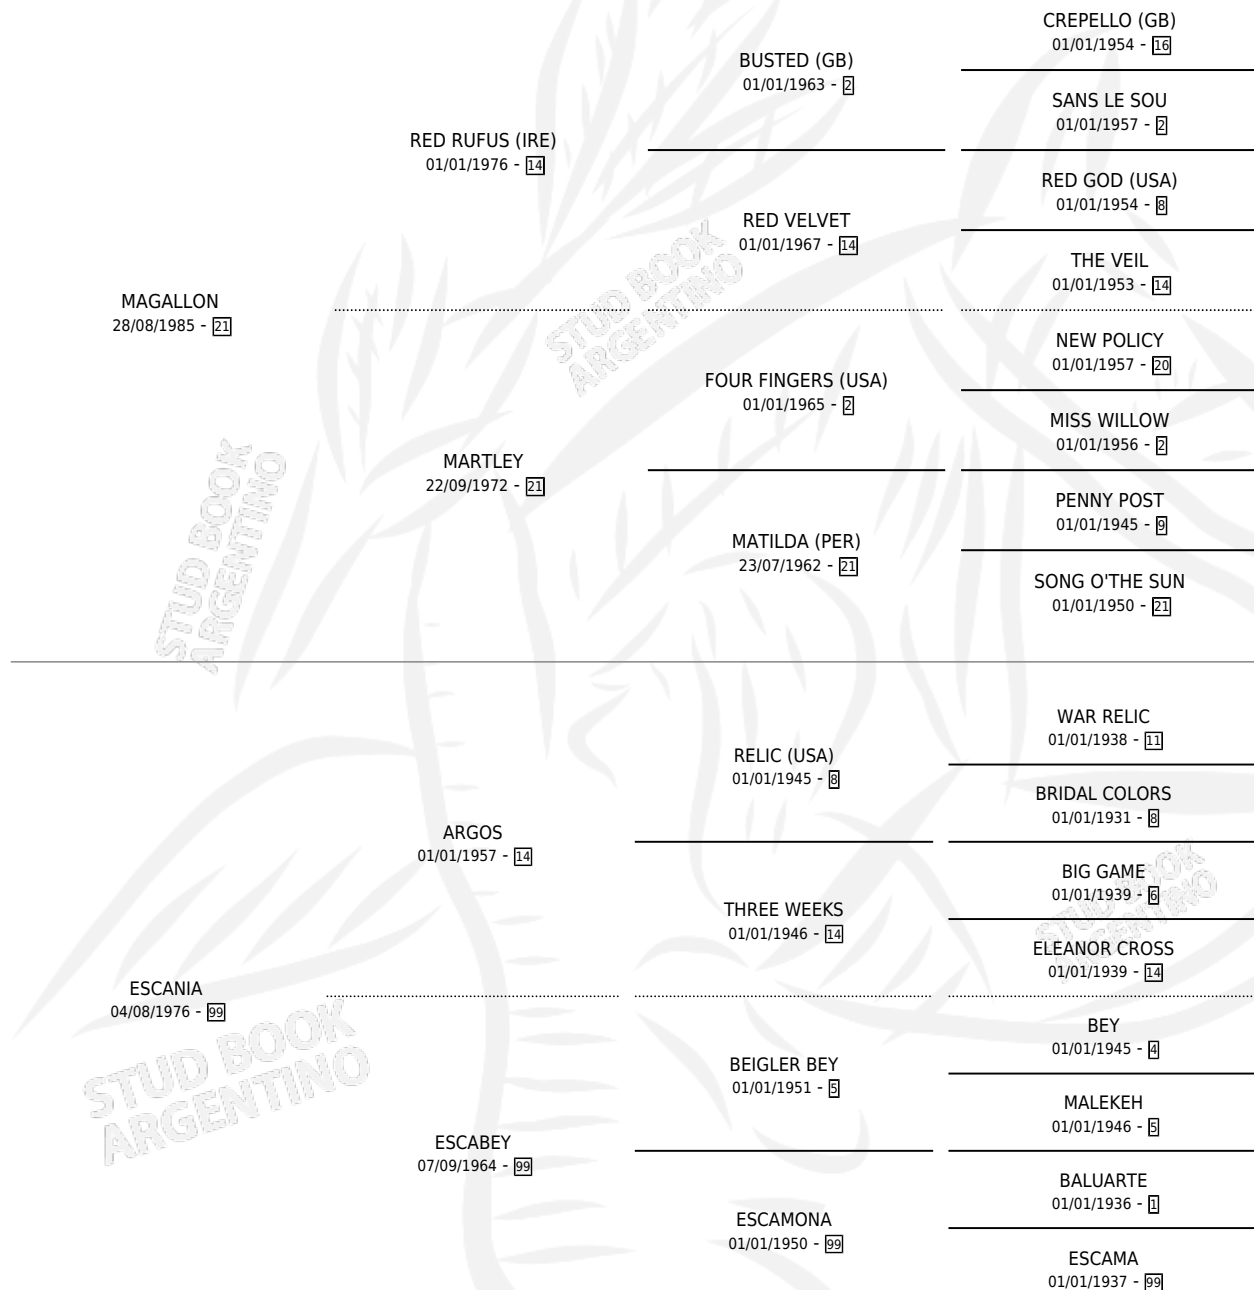 CREPELLO (GB)
01/01/1954 - 16
BUSTED (GB)
01/01/1963 - 2
SANS LE SOU
01/01/1957 - 2
RED RUFUS (IRE)
01/01/1976 - 14
RED GOD (USA)
01/01/1954 - 8
RED VELVET
01/01/1967 - 14
THE VEIL
01/01/1953 - 14
MAGALLON
28/08/1985 - 21
NEW POLICY
01/01/1957 - 20
FOUR FINGERS (USA)
01/01/1965 - 2
MISS WILLOW
01/01/1956 - 2
MARTLEY
22/09/1972 - 21
PENNY POST
01/01/1945 - 9
MATILDA (PER)
23/07/1962 - 21
SONG O'THE SUN
01/01/1950 - 21
WAR RELIC
01/01/1938 - 11
RELIC (USA)
01/01/1945 - 8
BRIDAL COLORS
01/01/1931 - 8
ARGOS
01/01/1957 - 14
BIG GAME
01/01/1939 - 6
THREE WEEKS
01/01/1946 - 14
ELEANOR CROSS
01/01/1939 - 14
ESCANIA
04/08/1976 - 99
BEY
01/01/1945 - 4
BEIGLER BEY
01/01/1951 - 5
MALEKEH
01/01/1946 - 5
ESCABEY
07/09/1964 - 99
BALUARTE
01/01/1936 - 1
ESCAMONA
01/01/1950 - 99
ESCAMA
01/01/1937 - 99
STUD BOOK
ARGENTINO
STUD BOOK
ARGENTINO
STUD BOOK
ARGENTINO
STUD BOOK
ARGENTINO